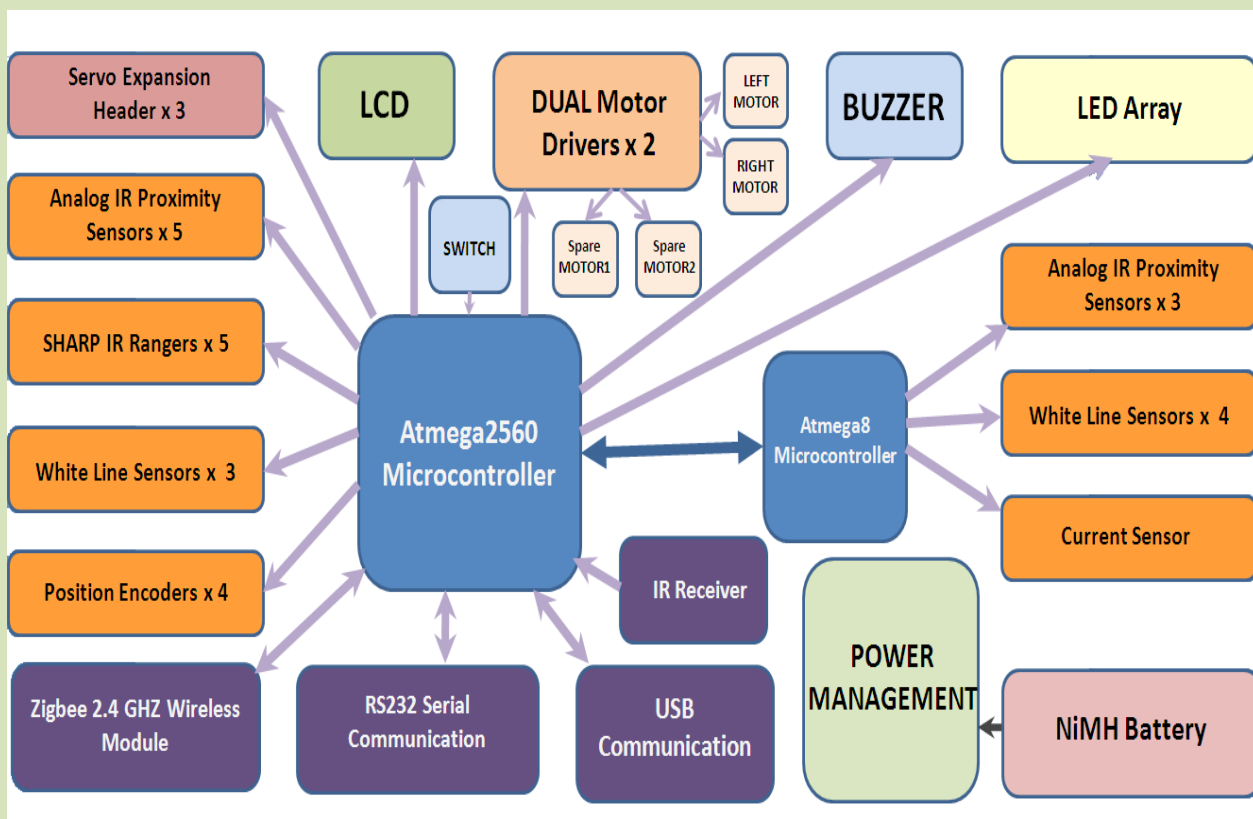 Servo Expansion
Header x 3
LCD
DUAL Motor
Drivers x 2
LEFT
MOTOR
RIGHT
MOTOR
BUZZER
LED Array
Analog IR Proximity
Sensors x 5
SWITCH
Spare
MOTOR1
Spare
MOTOR2
Analog IR Proximity
Sensors x 3
SHARP IR Rangers x 5
White Line Sensors x 3
Atmega2560
Microcontroller
Atmega8
Microcontroller
White Line Sensors x 4
Current Sensor
Position Encoders x 4
IR Receiver
Zigbee 2.4 GHZ Wireless
Module
RS232 Serial
Communication
USB
Communication
POWER
MANAGEMENT
NiMH Battery